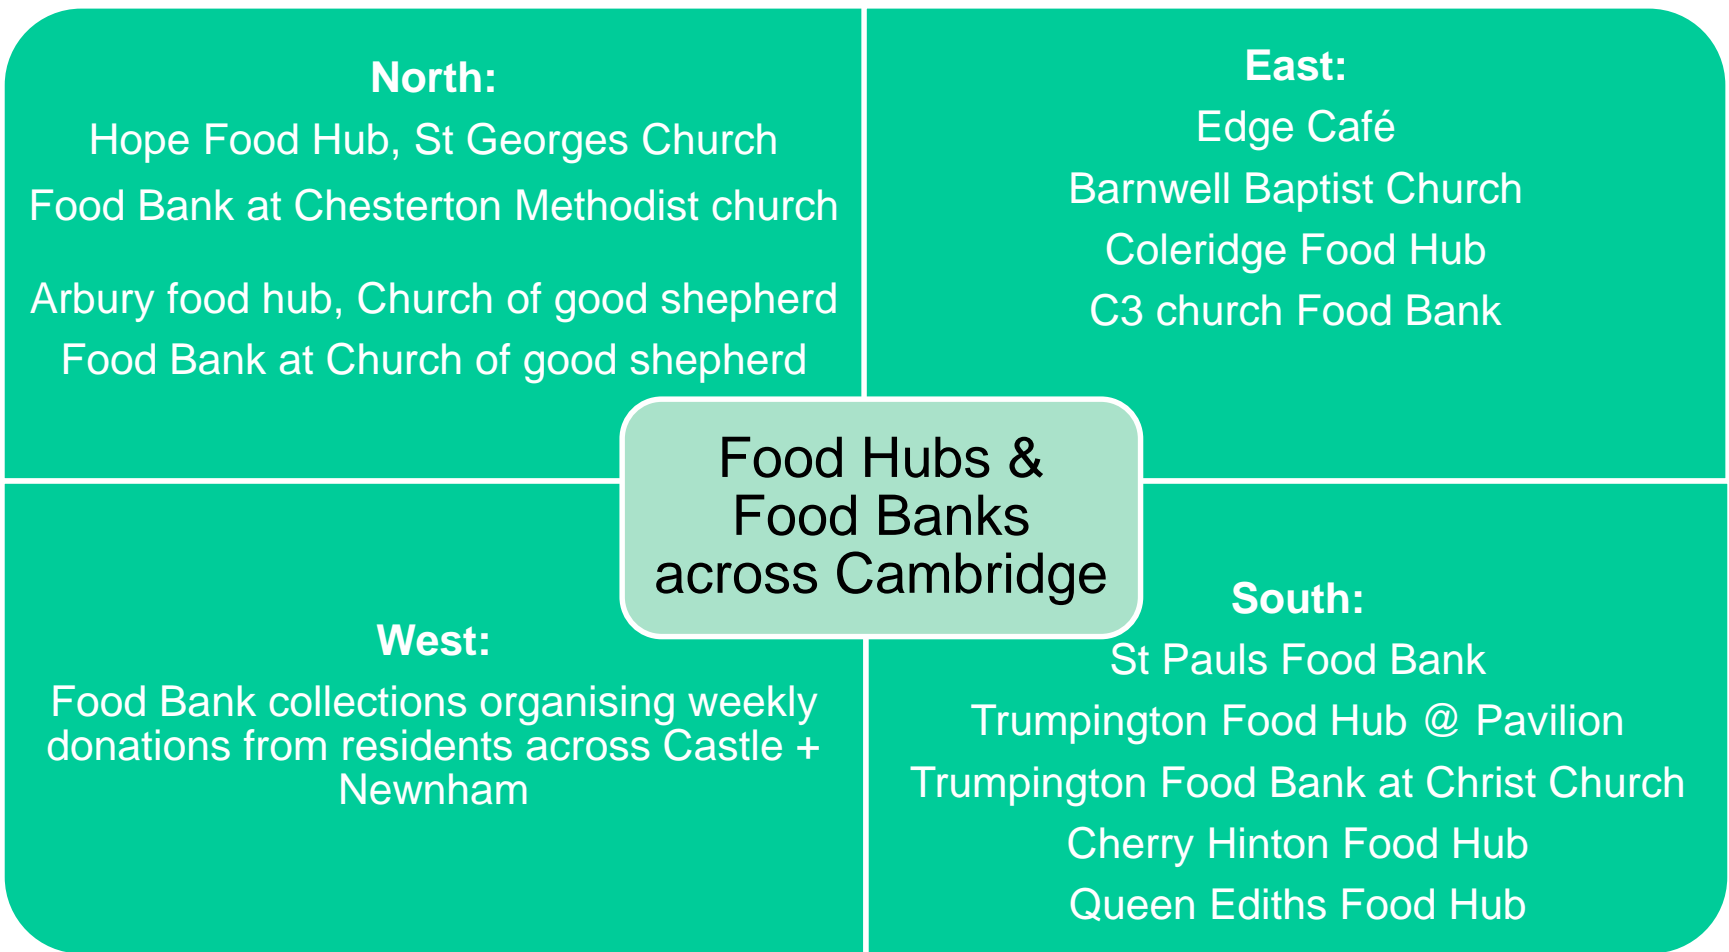 North:
Hope Food Hub, St Georges Church
Food Bank at Chesterton Methodist church
Arbury food hub, Church of good shepherd
Food Bank at Church of good shepherd
East:
Edge Café
Barnwell Baptist Church
Coleridge Food Hub
C3 church Food Bank
Food Hubs &
Food Banks
across Cambridge
West:
Food Bank collections organising weekly
donations from residents across Castle +
Newnham
South:
St Pauls Food Bank
Trumpington Food Hub @ Pavilion
Trumpington Food Bank at Christ Church
Cherry Hinton Food Hub
Queen Ediths Food Hub